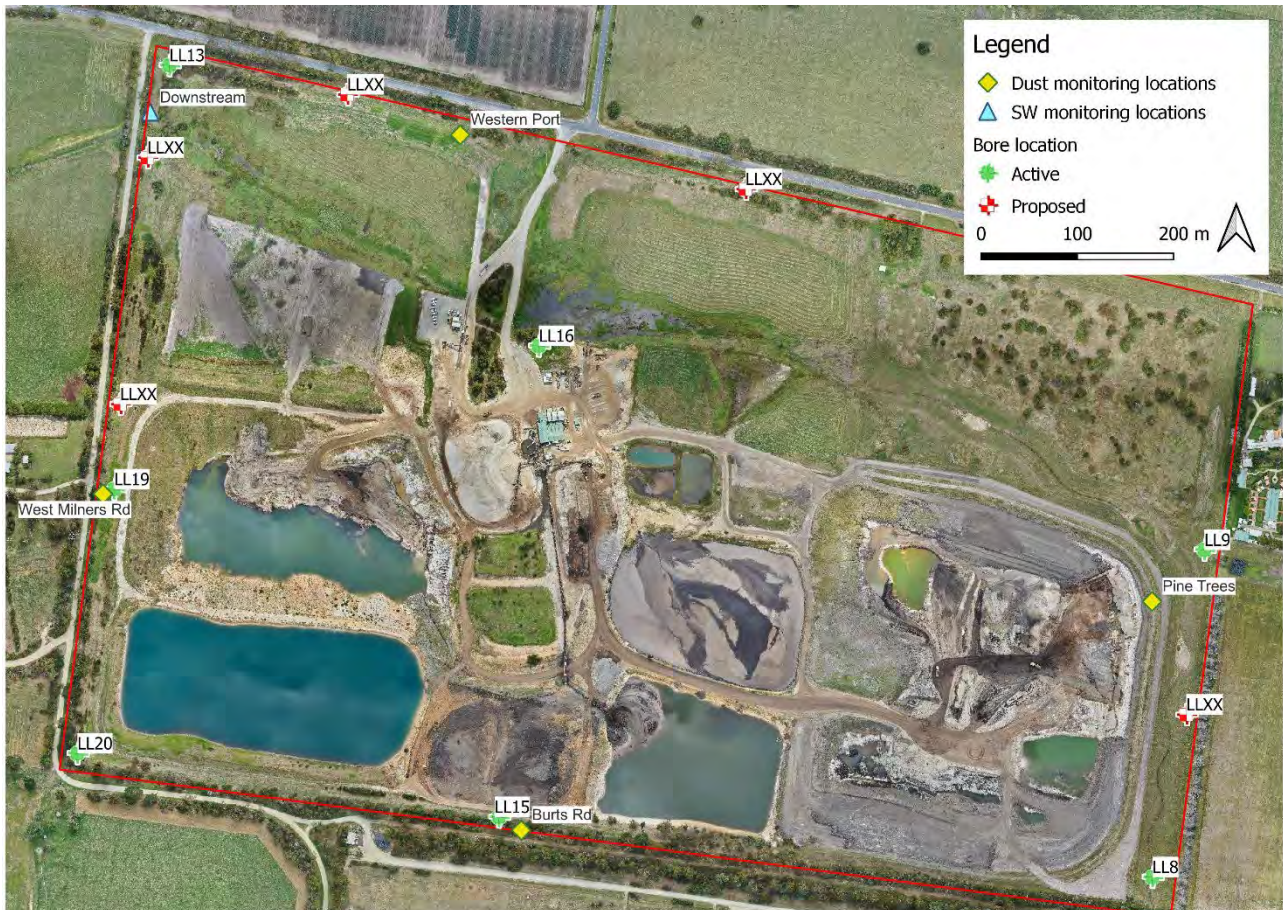 Legend
Dust monitoring locations
SW monitoring locations
Bore location
Active
Proposed
0 100 200 m
LL13
Downstream
LLXX
LLXX
Western Port
LLXX
LL16
LLXX
LL19
West Milners Rd
LL9
Pine Trees
LLXX
LL20
LL15
Burts Rd
LL8